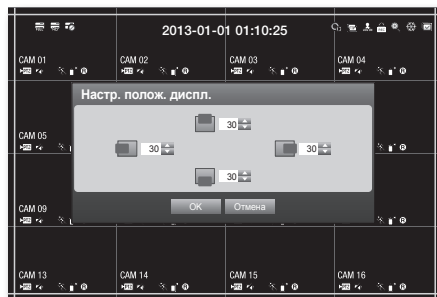 2013-01-01 01:10:25
CAM 01 CAM 02 CAM 03 CAM 04
Настр. полож. диспл.
30
CAM 05
30 30
30
CAM 09
OK Отмена
CAM 13 CAM 14 CAM 15 CAM 16